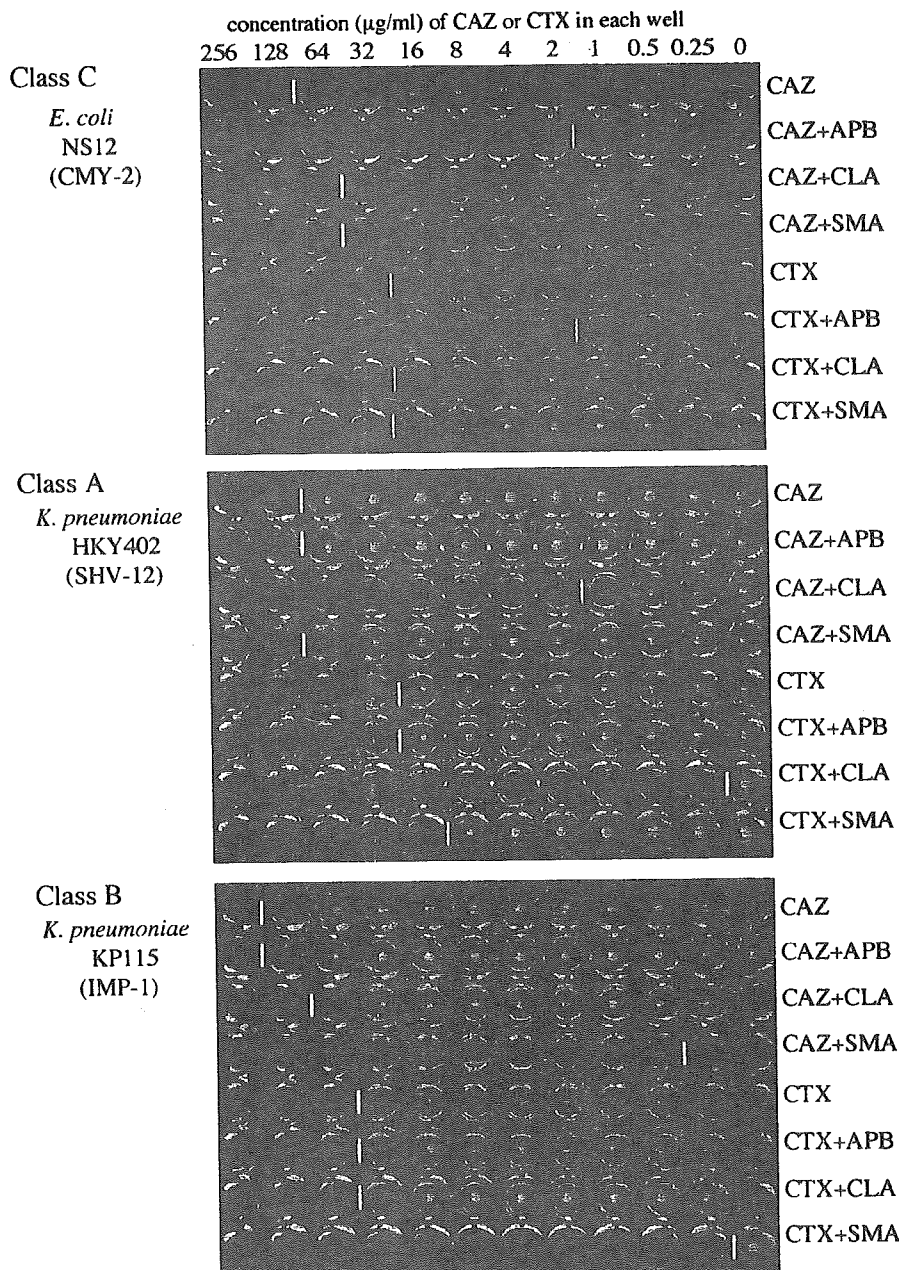 concentration (μg/ml) of CAZ or CTX in each well
256 128 64 32 16 8 4 2 1 0.5 0.25 0
Class C
E. coli
NS12
(CMY-2)
CAZ
CAZ+APB
CAZ+CLA
CAZ+SMA
CTX
CTX+APB
CTX+CLA
CTX+SMA
Class A
K. pneumoniae
HKY402
(SHV-12)
CAZ
CAZ+APB
CAZ+CLA
CAZ+SMA
CTX
CTX+APB
CTX+CLA
CTX+SMA
Class B
K. pneumoniae
KP115
(IMP-1)
CAZ
CAZ+APB
CAZ+CLA
CAZ+SMA
CTX
CTX+APB
CTX+CLA
CTX+SMA